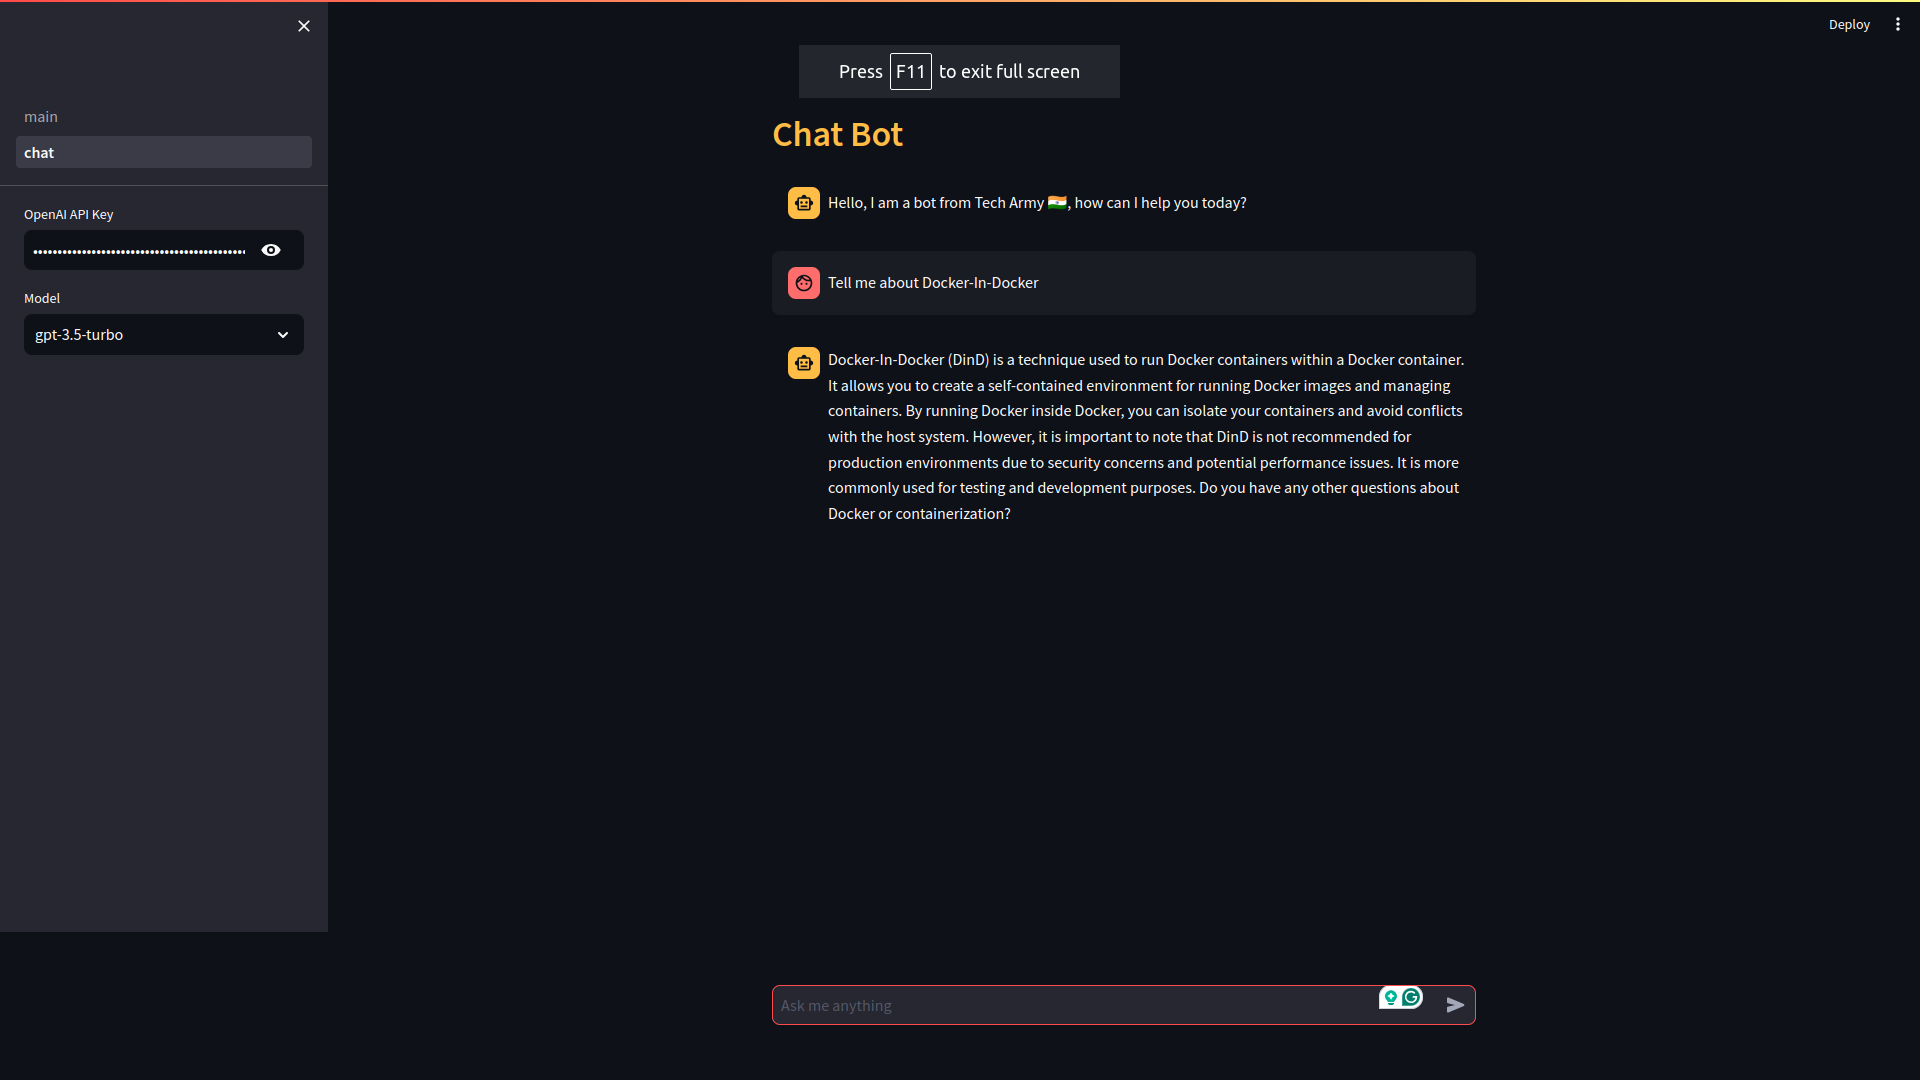 Deploy
Press F11 to exit full screen
main
chat
OpenAI API Key
••••••••••••••••••••••••••••••••••••••••••••
Model
gpt-3.5-turbo
Chat Bot
Hello, I am a bot from Tech Army 🇮🇳, how can I help you today?
Tell me about Docker-In-Docker
Docker-In-Docker (DinD) is a technique used to run Docker containers within a Docker container.
It allows you to create a self-contained environment for running Docker images and managing
containers. By running Docker inside Docker, you can isolate your containers and avoid conflicts
with the host system. However, it is important to note that DinD is not recommended for
production environments due to security concerns and potential performance issues. It is more
commonly used for testing and development purposes. Do you have any other questions about
Docker or containerization?
Ask me anything